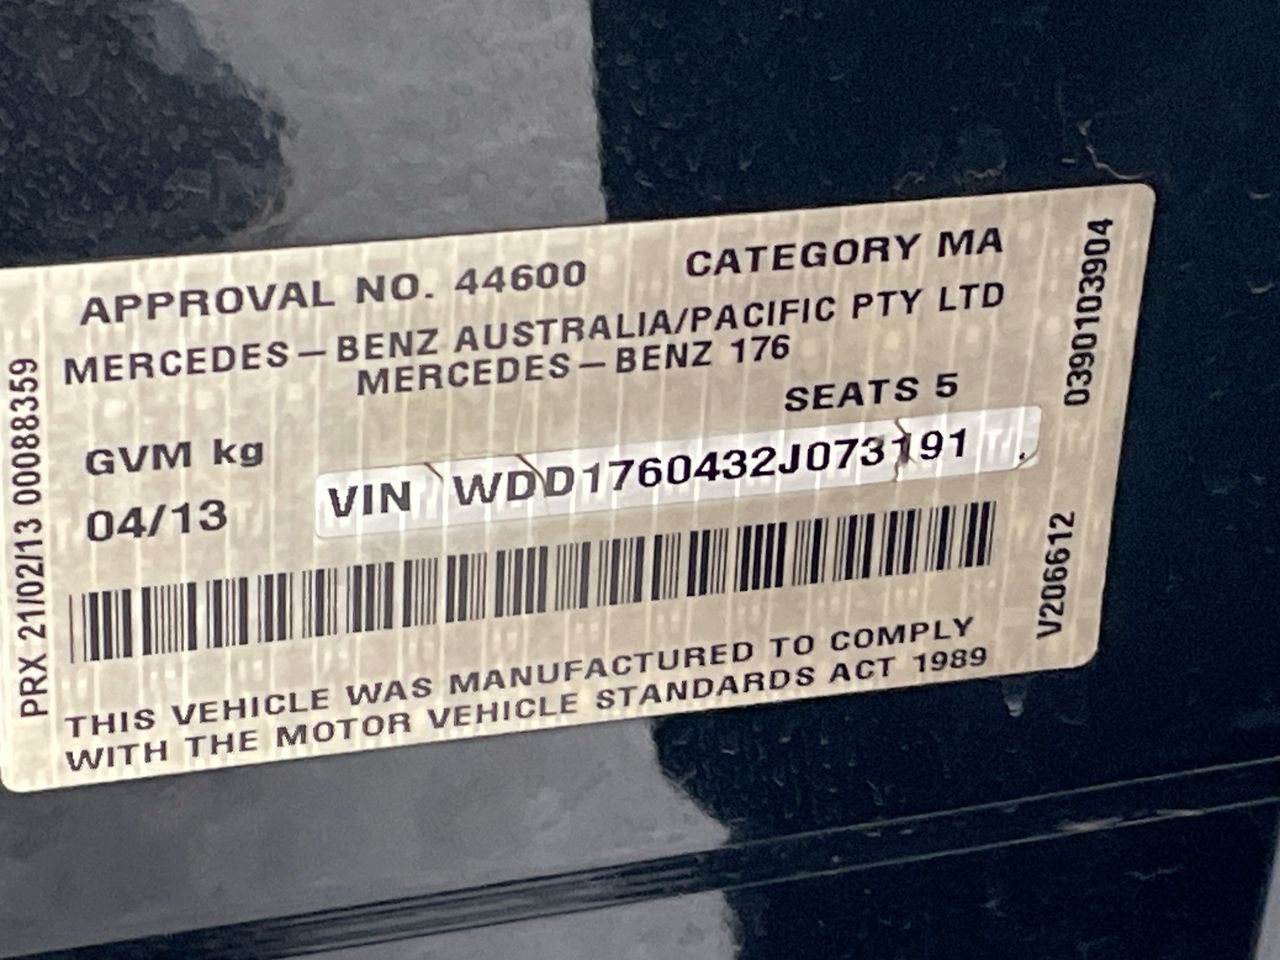 APPROVAL NO. 44600 CATEGORY MA
MERCEDES-BENZ AUSTRALIA/PACIFIC PTY LTD
MERCEDES-BENZ 176
SEATS 5
GVM kg
04/13 VIN WDD1760432J073191
THIS VEHICLE WAS MANUFACTURED TO COMPLY
WITH THE MOTOR VEHICLE STANDARDS ACT 1989
PRX 21/02/13 00088359
0390103904
V206612